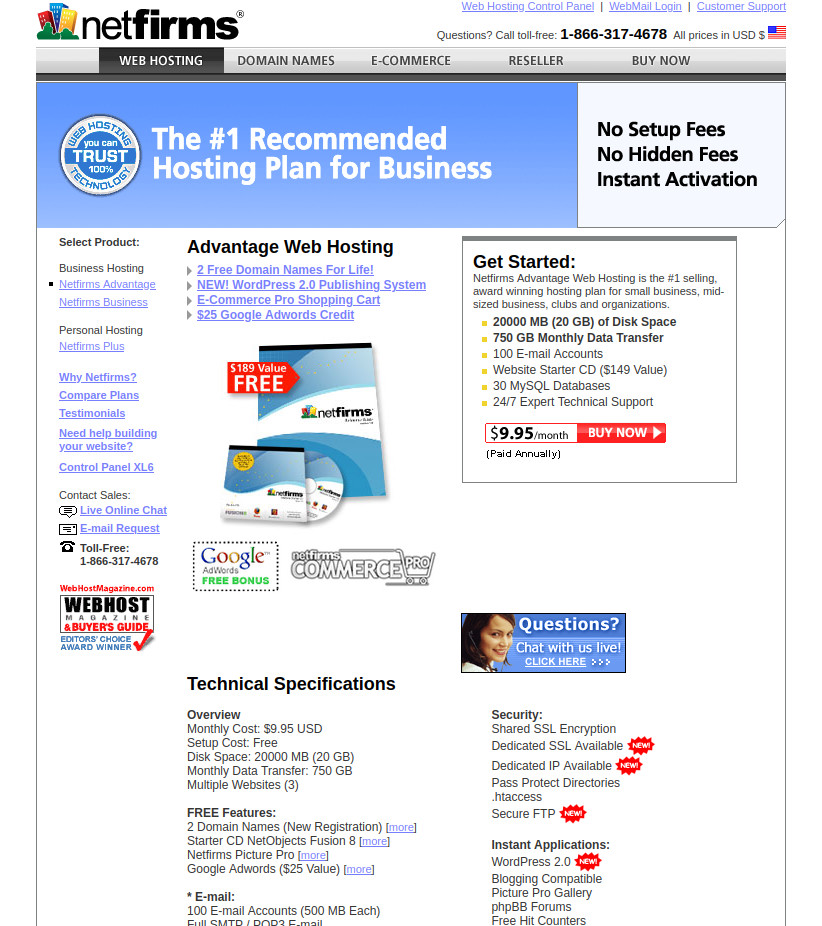 Web Hosting Control Panel | WebMail Login | Customer Support
netfirms®
Questions? Call toll-free: 1-866-317-4678 All prices in USD $
WEB HOSTING DOMAIN NAMES E-COMMERCE RESELLER BUY NOW
WEB HOSTING
you can
TRUST
100%
TECHNOLOGY
The #1 Recommended
Hosting Plan for Business
No Setup Fees
No Hidden Fees
Instant Activation
Select Product:
Business Hosting
Netfirms Advantage
Netfirms Business
Personal Hosting
Netfirms Plus
Why Netfirms?
Compare Plans
Testimonials
Need help building
your website?
Control Panel XL6
Contact Sales:
Live Online Chat
E-mail Request
Toll-Free:
1-866-317-4678
WebHostMagazine.com
WEBHOST
MAGAZINE
& BUYER'S GUIDE
EDITORS' CHOICE
AWARD WINNER
Advantage Web Hosting
2 Free Domain Names For Life!
NEW! WordPress 2.0 Publishing System
E-Commerce Pro Shopping Cart
$25 Google Adwords Credit
$189 Value
FREE
netfirms
netfirms
netfirms
Google™
AdWords
FREE BONUS
netfirms
COMMERCE PRO
Get Started:
Netfirms Advantage Web Hosting is the #1 selling,
award winning hosting plan for small business, mid-
sized business, clubs and organizations.
20000 MB (20 GB) of Disk Space
750 GB Monthly Data Transfer
100 E-mail Accounts
Website Starter CD ($149 Value)
30 MySQL Databases
24/7 Expert Technical Support
$9.95/month BUY NOW
(Paid Annually)
Questions?
Chat with us live!
CLICK HERE >>>
Technical Specifications
Overview
Monthly Cost: $9.95 USD
Setup Cost: Free
Disk Space: 20000 MB (20 GB)
Monthly Data Transfer: 750 GB
Multiple Websites (3)
FREE Features:
2 Domain Names (New Registration) [more]
Starter CD NetObjects Fusion 8 [more]
Netfirms Picture Pro [more]
Google Adwords ($25 Value) [more]
* E-mail:
100 E-mail Accounts (500 MB Each)
Full SMTP / POP3 E-mail
Security:
Shared SSL Encryption
Dedicated SSL Available NEW!
Dedicated IP Available NEW!
Pass Protect Directories
.htaccess
Secure FTP NEW!
Instant Applications:
WordPress 2.0 NEW!
Blogging Compatible
Picture Pro Gallery
phpBB Forums
Free Hit Counters